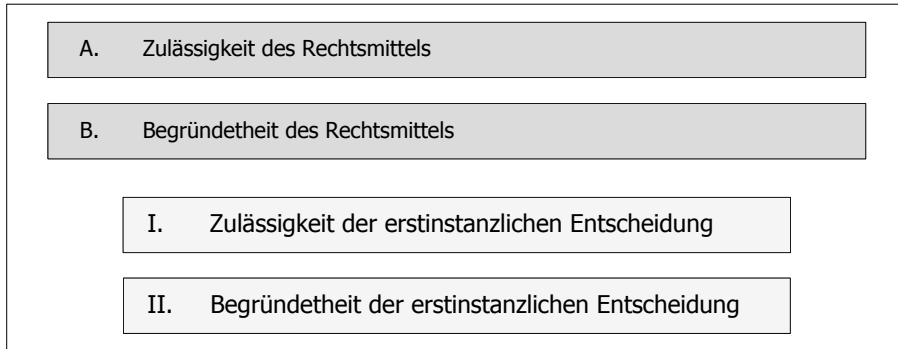 A. Zulässigkeit des Rechtsmittels
B. Begründetheit des Rechtsmittels
I. Zulässigkeit der erstinstanzlichen Entscheidung
II. Begründetheit der erstinstanzlichen Entscheidung